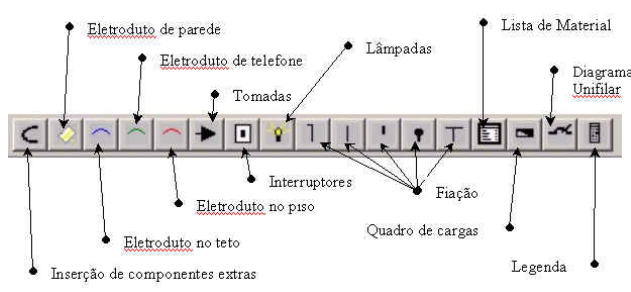 Eletroduto de parede
Lista de Material
Eletroduto de telefone
Lâmpadas
Diagrama
Unifilar
Tomadas
Interruptores
Fiação
Eletroduto no piso
Quadro de cargas
Eletroduto no teto
Legenda
Inserção de componentes extras